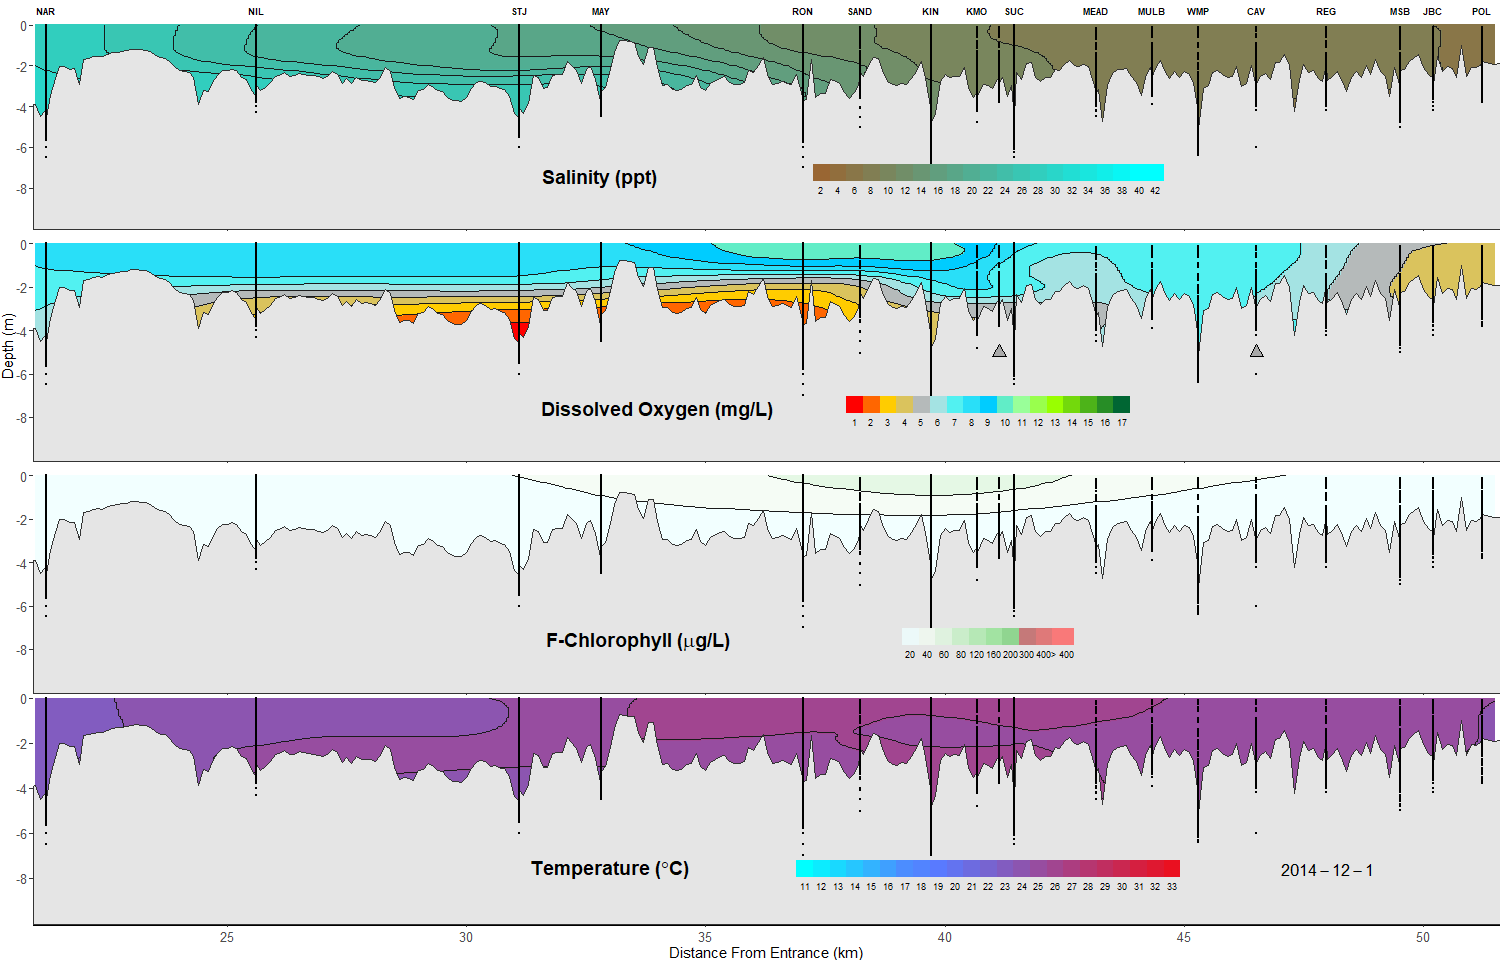 NAR NIL STJ MAY RON SAND KIN KMO SUC MEAD MULB WMP CAV REG MSB JBC POL
0
-2
-4
-6
-8
Salinity (ppt)
2 4 6 8 10 12 14 16 18 20 22 24 26 28 30 32 34 36 38 40 42
0
-2
-4
-6
-8
Depth (m)
Dissolved Oxygen (mg/L)
1 2 3 4 5 6 7 8 9 10 11 12 13 14 15 16 17
0
-2
-4
-6
-8
F-Chlorophyll (μg/L)
20 40 60 80 120 160 200 300 400 > 400
0
-2
-4
-6
-8
Temperature (°C)
11 12 13 14 15 16 17 18 19 20 21 22 23 24 25 26 27 28 29 30 31 32 33
2014 – 12 – 1
25 30 35 40 45 50
Distance From Entrance (km)